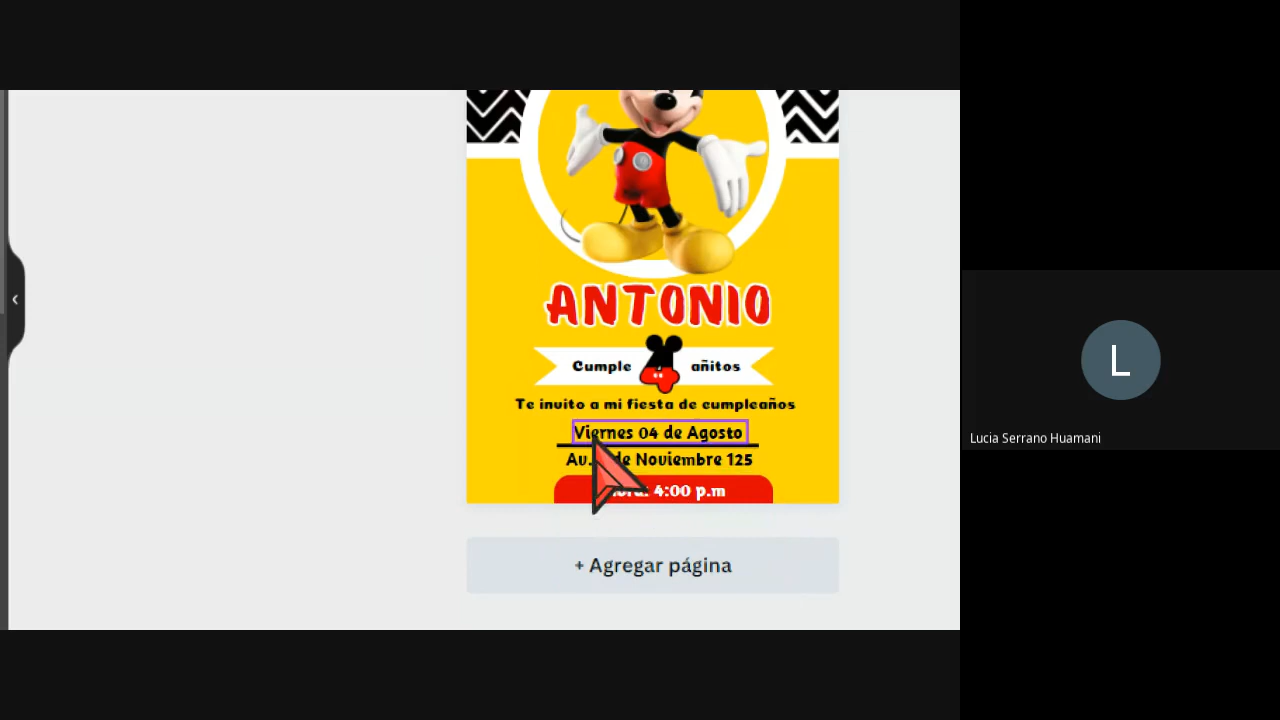 ANTONIO
Cumple añitos
Te invito a mi fiesta de cumpleaños
Viernes 04 de Agosto
Av. de Noviembre 125
4:00 p.m
+ Agregar página
L
Lucia Serrano Huamani